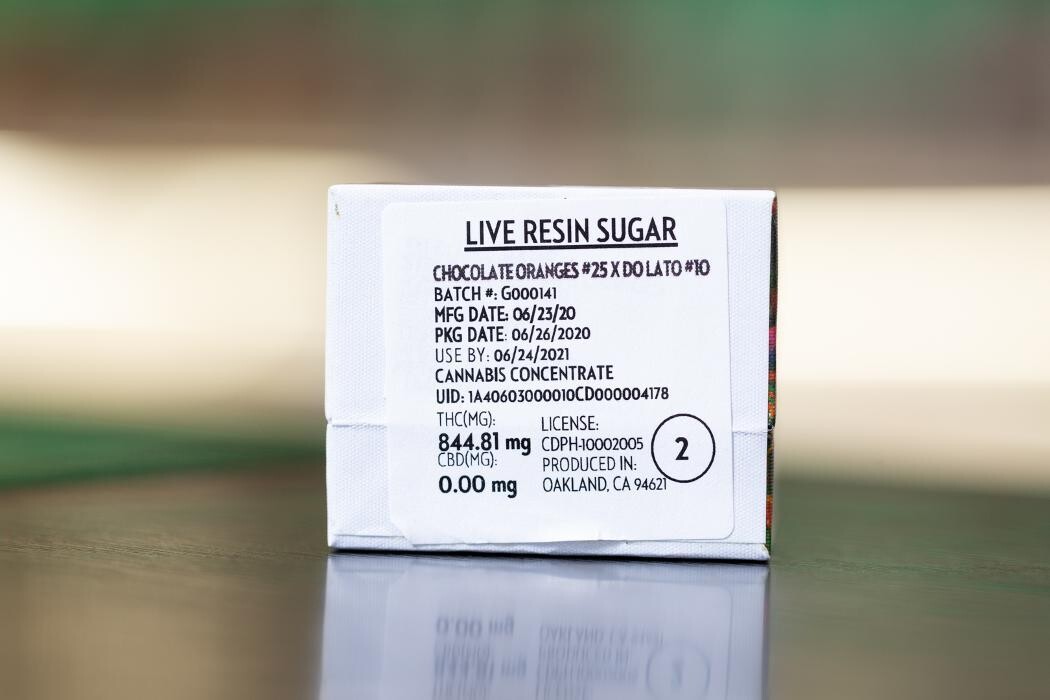 LIVE RESIN SUGAR
CHOCOLATE ORANGES #25 X DO LATO #10
BATCH #: G000141
MFG DATE: 06/23/20
PKG DATE: 06/26/2020
USE BY: 06/24/2021
CANNABIS CONCENTRATE
UID: 1A40603000010CD000004178
THC(MG):
844.81 mg
CBD(MG):
0.00 mg
LICENSE:
CDPH-10002005
PRODUCED IN:
OAKLAND, CA 94621
2